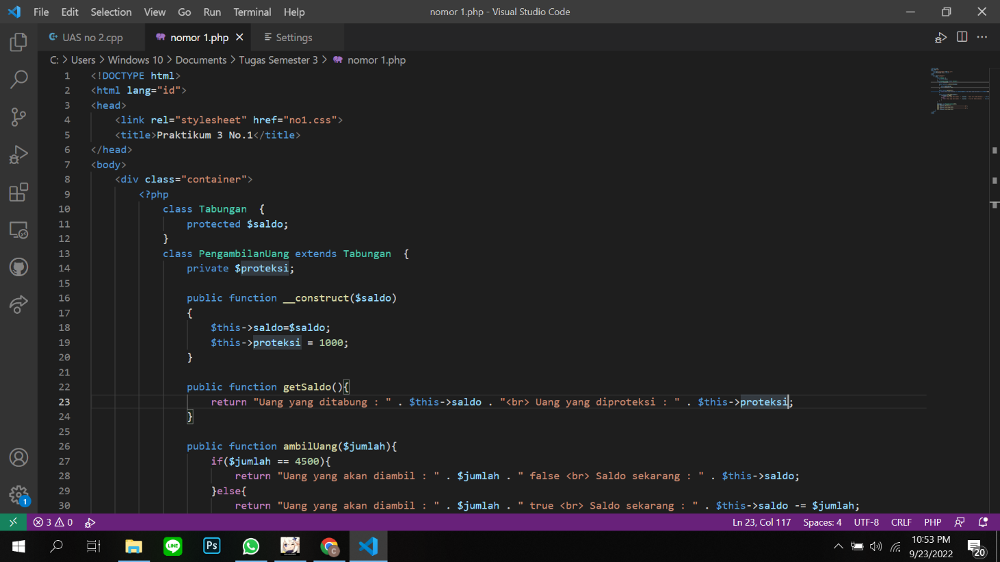 File Edit Selection View Go Run Terminal Help nomor 1.php - Visual Studio Code
UAS no 2.cpp nomor 1.php Settings
C: > Users > Windows 10 > Documents > Tugas Semester 3 > nomor 1.php
1 <!DOCTYPE html>
2 <html lang="id">
3 <head>
4 <link rel="stylesheet" href="no1.css">
5 <title>Praktikum 3 No.1</title>
6 </head>
7 <body>
8 <div class="container">
9 <?php
10 class Tabungan  {
11 protected $saldo;
12 }
13 class PengambilanUang extends Tabungan  {
14 private $proteksi;
15
16 public function __construct($saldo)
17 {
18 $this->saldo=$saldo;
19 $this->proteksi = 1000;
20 }
21
22 public function getSaldo(){
23 return "Uang yang ditabung : " . $this->saldo . "<br> Uang yang diproteksi : " . $this->proteksi;
24 }
25
26 public function ambilUang($jumlah){
27 if($jumlah == 4500){
28 return "Uang yang akan diambil : " . $jumlah . " false <br> Saldo sekarang : " . $this->saldo;
29 }else{
30 return "Uang yang akan diambil : " . $jumlah . " true <br> Saldo sekarang : " . $this->saldo -= $jumlah;
1
3 0 Ln 23, Col 117 Spaces: 4 UTF-8 CRLF PHP
LINE Ps C 10:53 PM
9/23/2022 20